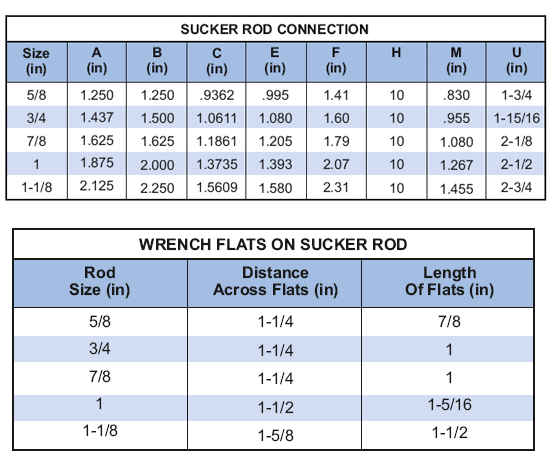 SUCKER ROD CONNECTION
Size (in) A (in) B (in) C (in) E (in) F (in) H M (in) U (in)
5/8 1.250 1.250 .9362 .995 1.41 10 .830 1-3/4
3/4 1.437 1.500 1.0611 1.080 1.60 10 .955 1-15/16
7/8 1.625 1.625 1.1861 1.205 1.79 10 1.080 2-1/8
1 1.875 2.000 1.3735 1.393 2.07 10 1.267 2-1/2
1-1/8 2.125 2.250 1.5609 1.580 2.31 10 1.455 2-3/4
WRENCH FLATS ON SUCKER ROD
Rod Distance Length
Size (in) Across Flats (in) Of Flats (in)
5/8 1-1/4 7/8
3/4 1-1/4 1
7/8 1-1/4 1
1 1-1/2 1-5/16
1-1/8 1-5/8 1-1/2